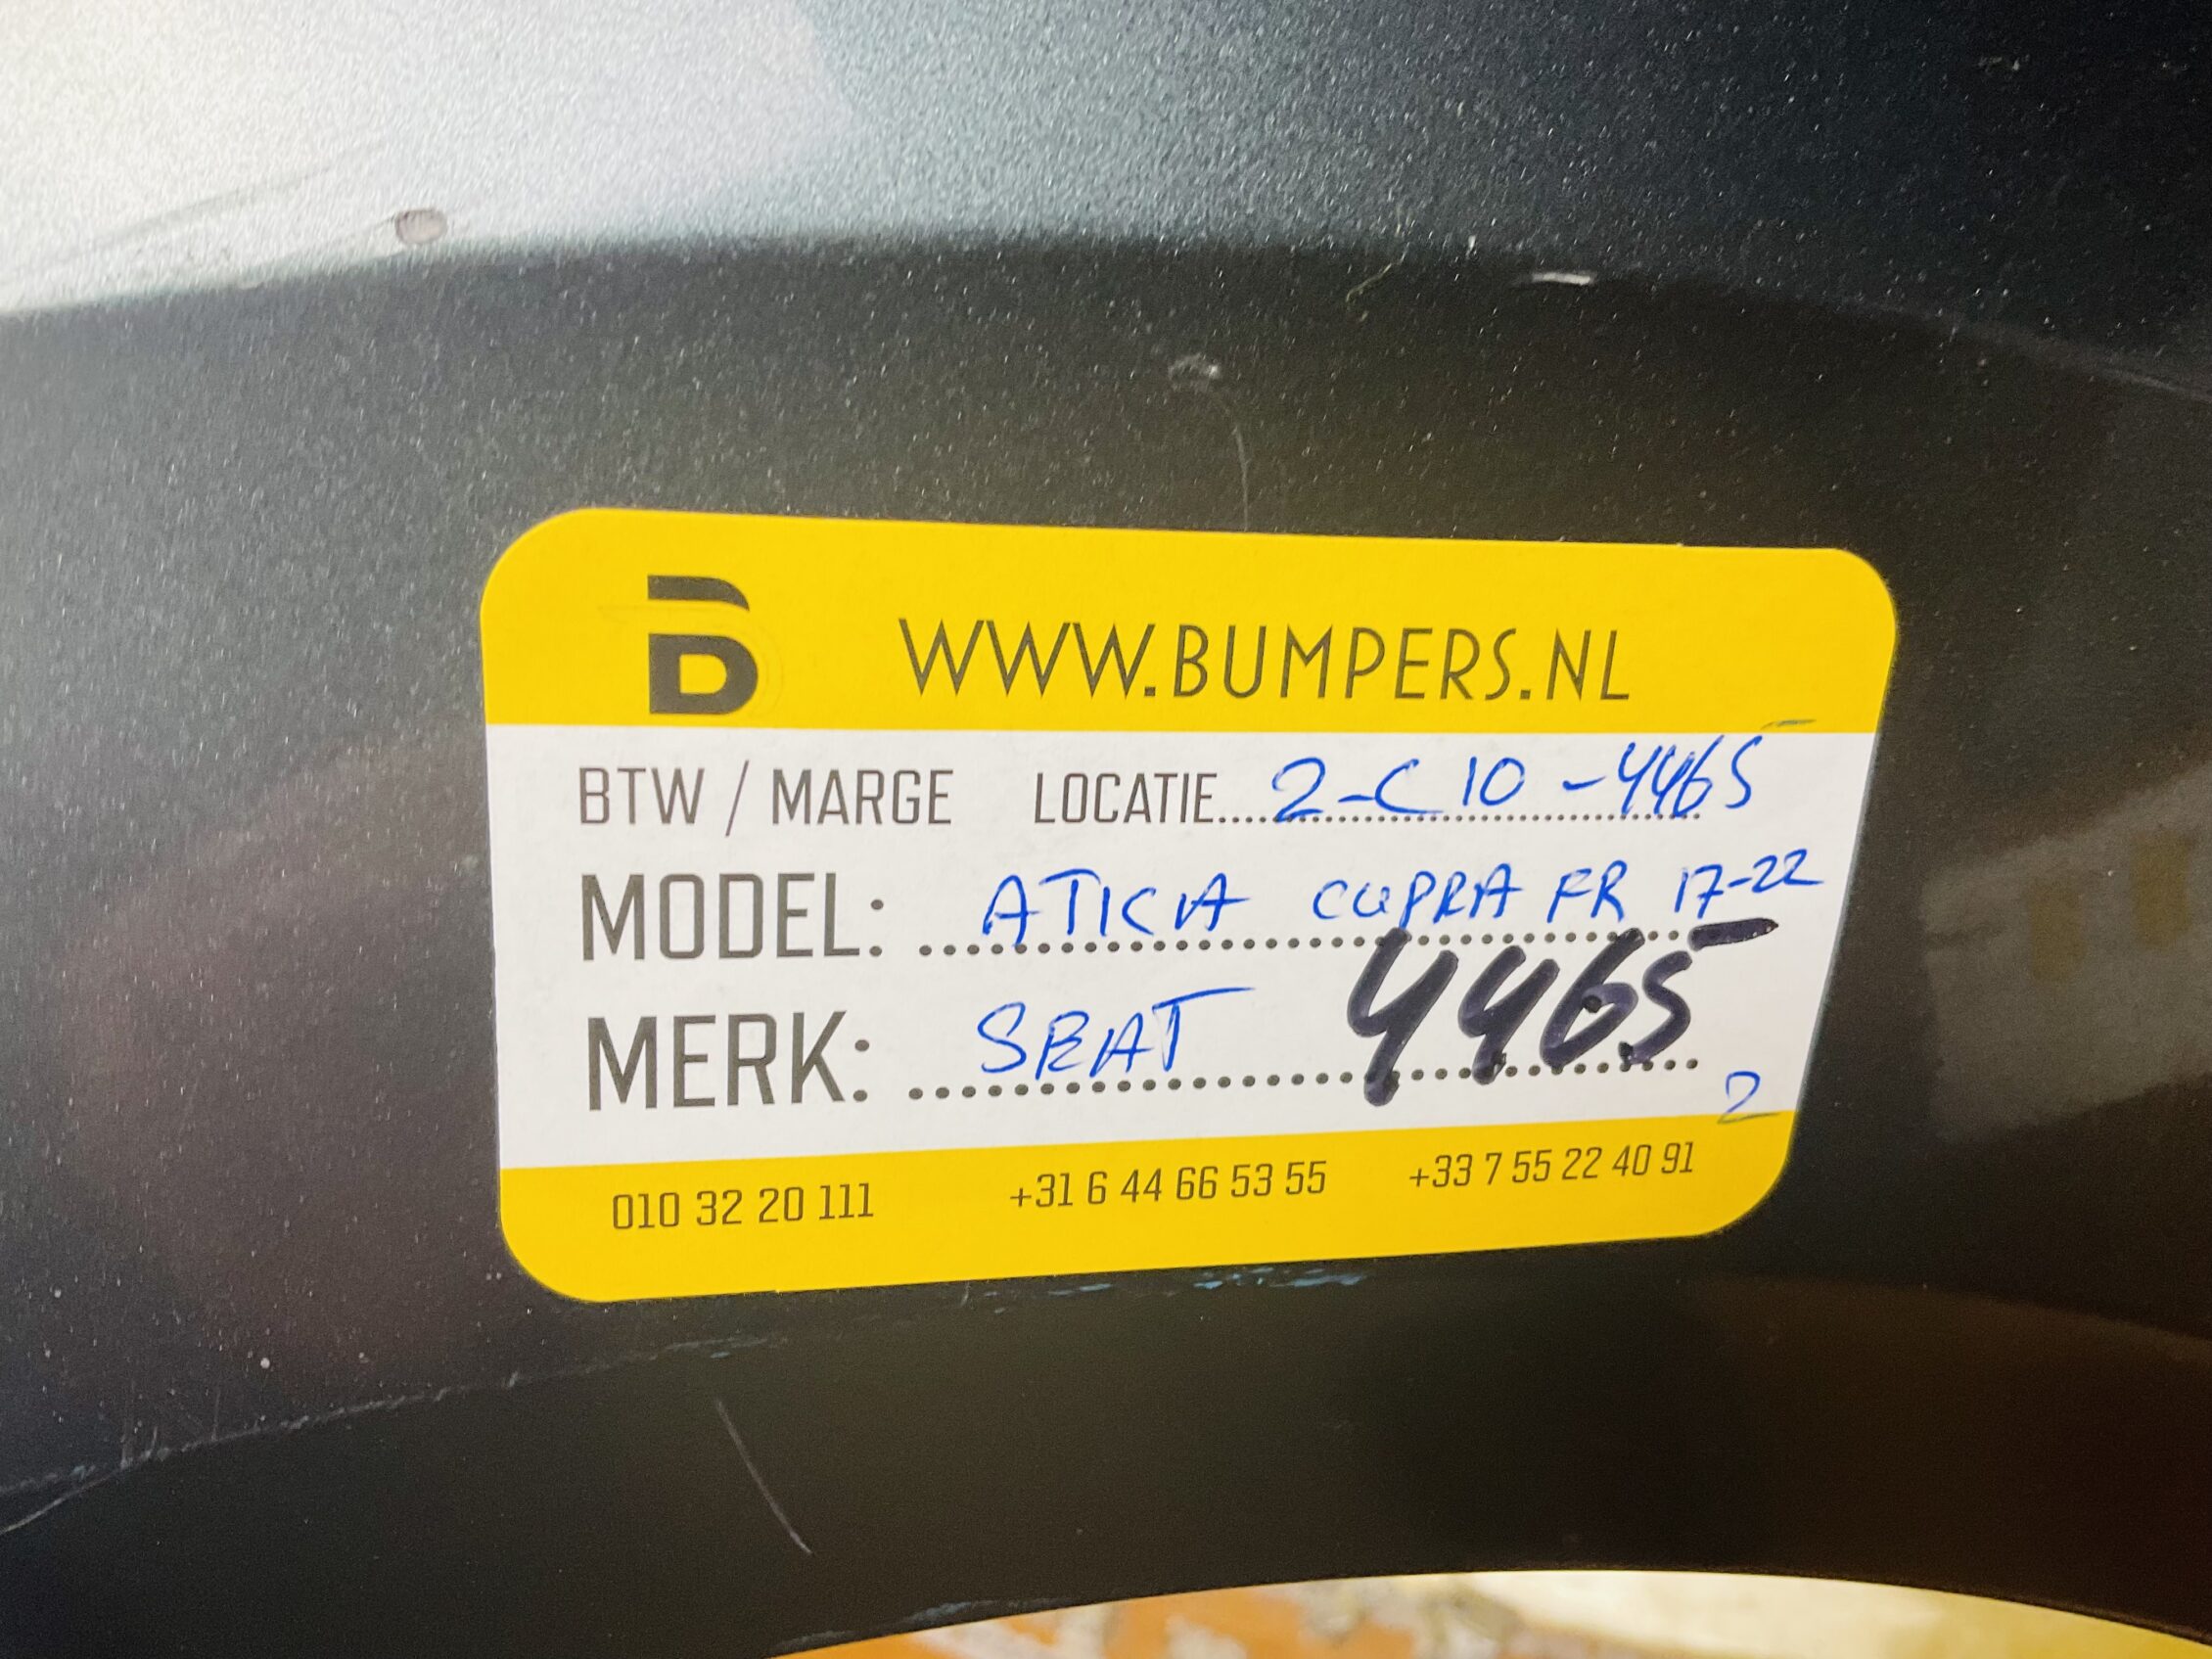 B WWW.BUMPERS.NL
BTW / MARGE LOCATIE....2-C 10 -4465
MODEL: ATICA CUPRA FR 17-22
MERK: SEAT 4465
2
010 32 20 111 +31 6 44 66 53 55 +33 7 55 22 40 91